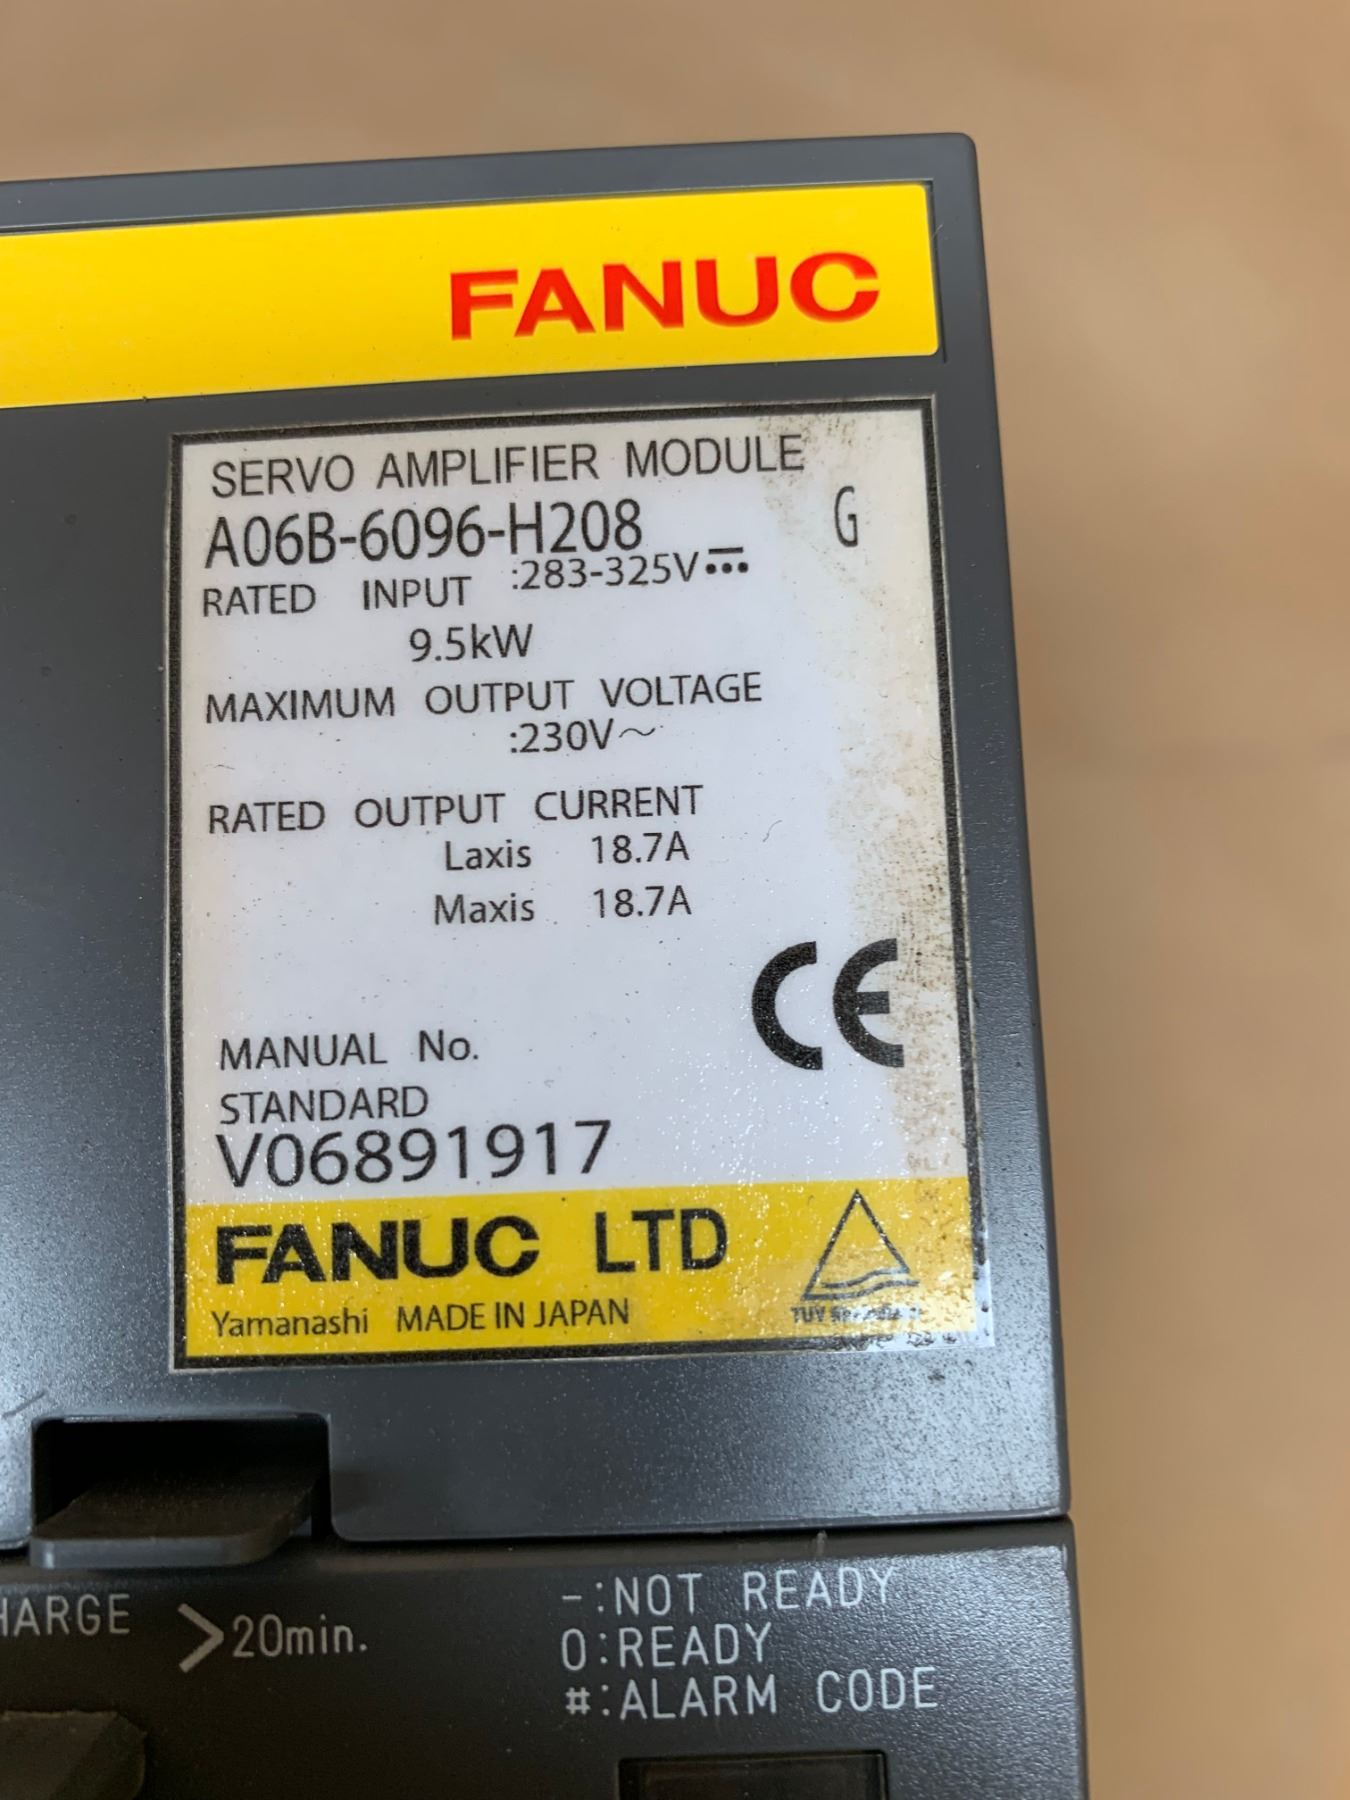 FANUC
SERVO AMPLIFIER MODULE
A06B-6096-H208 G
RATED INPUT :283-325V⎓
9.5kW
MAXIMUM OUTPUT VOLTAGE
:230V～
RATED OUTPUT CURRENT
Laxis 18.7A
Maxis 18.7A
CE
MANUAL No.
STANDARD
V06891917
FANUC LTD
Yamanashi MADE IN JAPAN
TUV
HARGE >20min.
-:NOT READY
0:READY
#:ALARM CODE